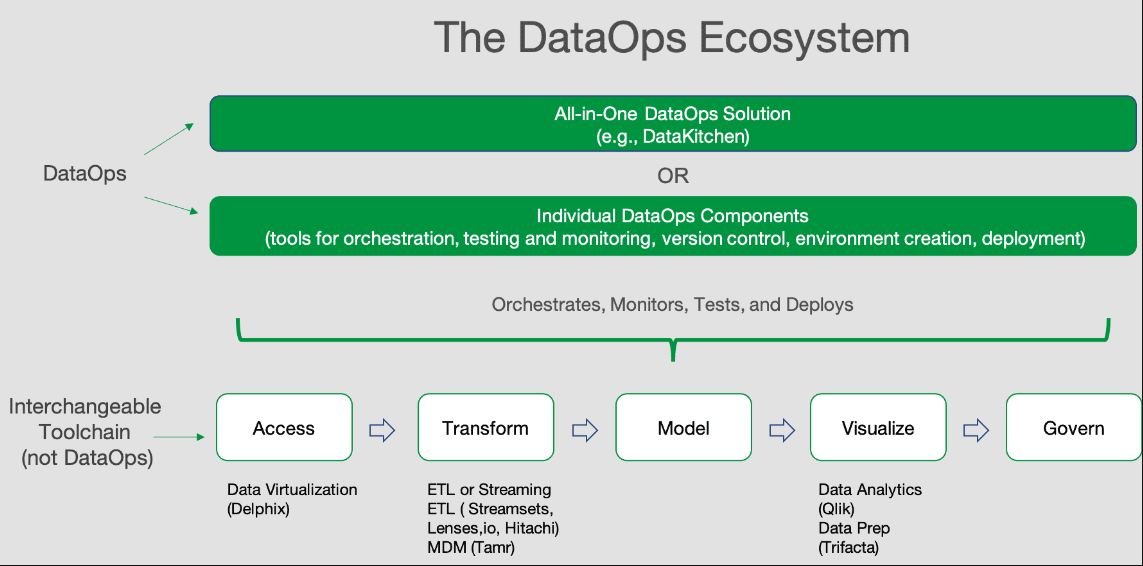 The DataOps Ecosystem
All-in-One DataOps Solution
(e.g., DataKitchen)
DataOps
OR
Individual DataOps Components
(tools for orchestration, testing and monitoring, version control, environment creation, deployment)
Orchestrates, Monitors, Tests, and Deploys
Interchangeable
Toolchain
(not DataOps)
Access
Transform
Model
Visualize
Govern
Data Virtualization
(Delphix)
ETL or Streaming
ETL ( Streamsets,
Lenses,io, Hitachi)
MDM (Tamr)
Data Analytics
(Qlik)
Data Prep
(Trifacta)